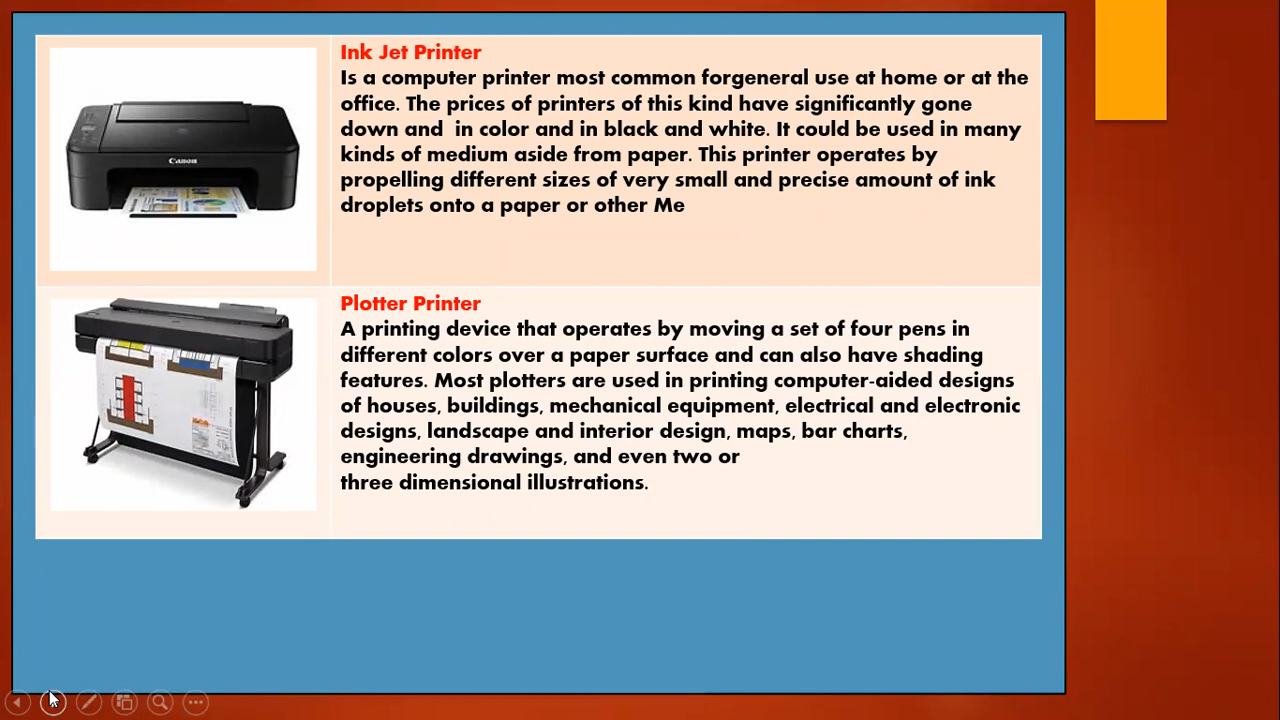 Ink Jet Printer
Is a computer printer most common forgeneral use at home or at the
office. The prices of printers of this kind have significantly gone
down and  in color and in black and white. It could be used in many
kinds of medium aside from paper. This printer operates by
propelling different sizes of very small and precise amount of ink
droplets onto a paper or other Me
Canon
Plotter Printer
A printing device that operates by moving a set of four pens in
different colors over a paper surface and can also have shading
features. Most plotters are used in printing computer-aided designs
of houses, buildings, mechanical equipment, electrical and electronic
designs, landscape and interior design, maps, bar charts,
engineering drawings, and even two or
three dimensional illustrations.